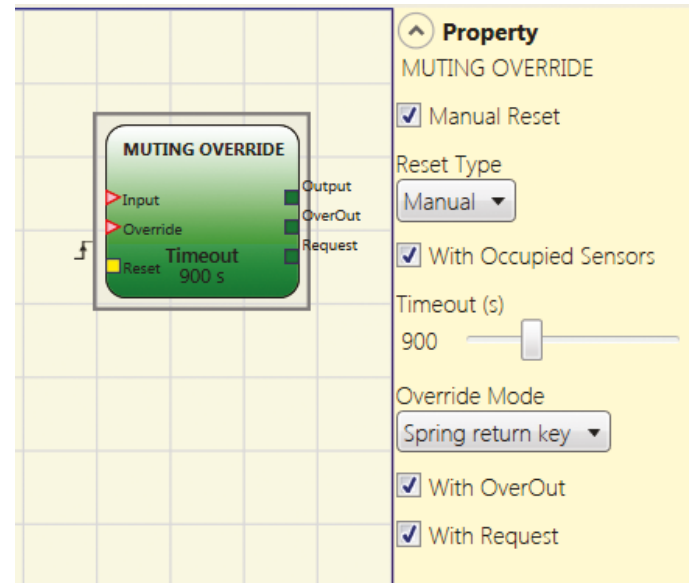 MUTING OVERRIDE
Input
Override
Reset
Timeout
900 s
Output
OverOut
Request
Property
MUTING OVERRIDE
Manual Reset
Reset Type
Manual
With Occupied Sensors
Timeout (s)
900
Override Mode
Spring return key
With OverOut
With Request